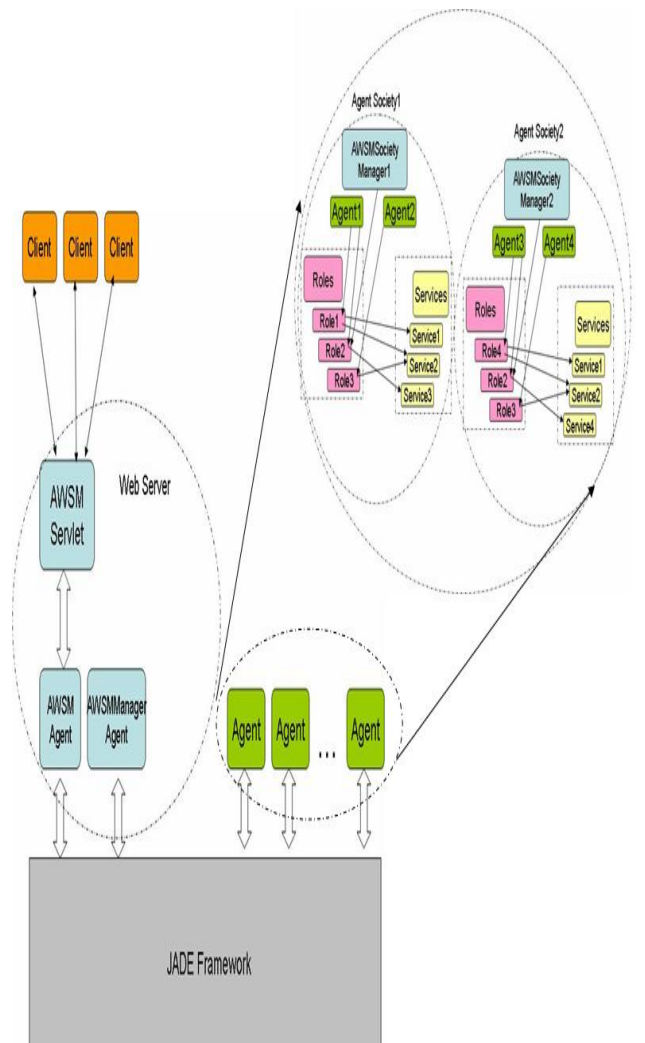 Agent Society1
Agent Society2
AWSMSociety
Manager1
AWSMSociety
Manager2
Agent1
Agent2
Agent3
Agent4
Roles
Role1
Role2
Role3
Services
Service1
Service2
Service3
Roles
Role4
Role2
Role3
Services
Service1
Service2
Service4
Client
Client
Client
Web Server
AWSM
Servlet
AWSM
Agent
AWSMManager
Agent
Agent
Agent
...
Agent
JADE Framework